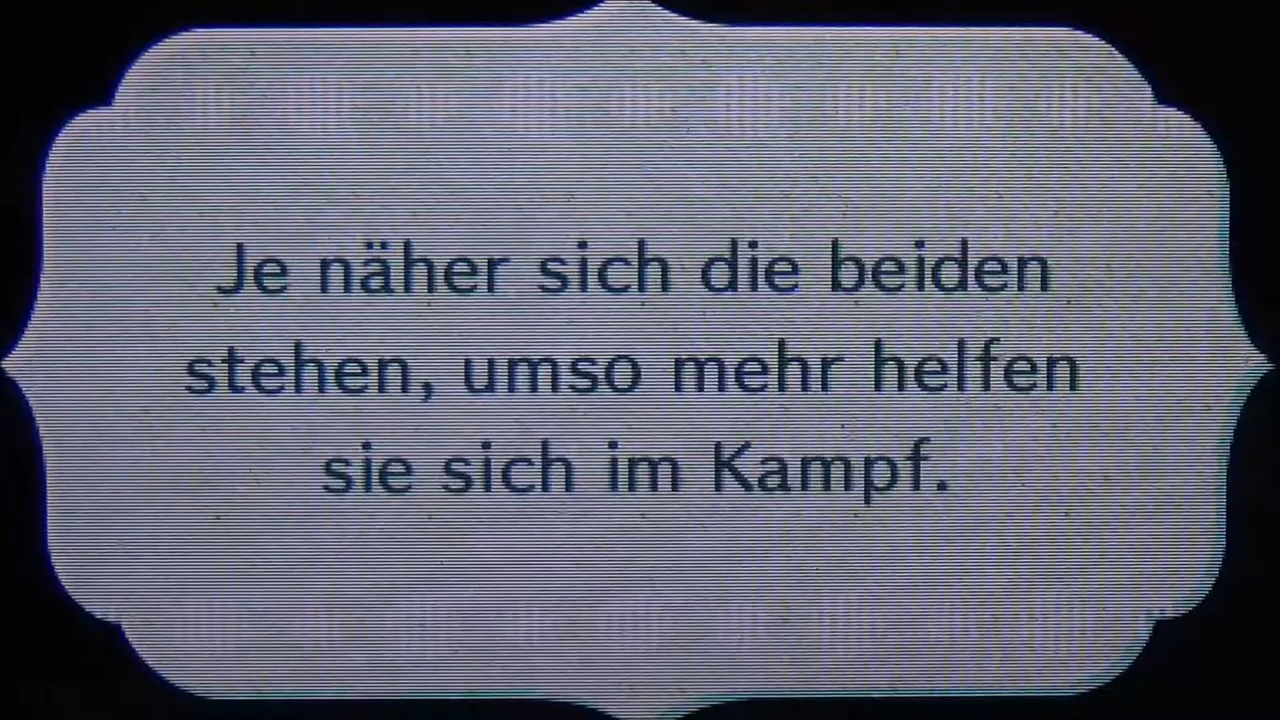 Je näher sich die beiden
stehen, umso mehr helfen
sie sich im Kampf.